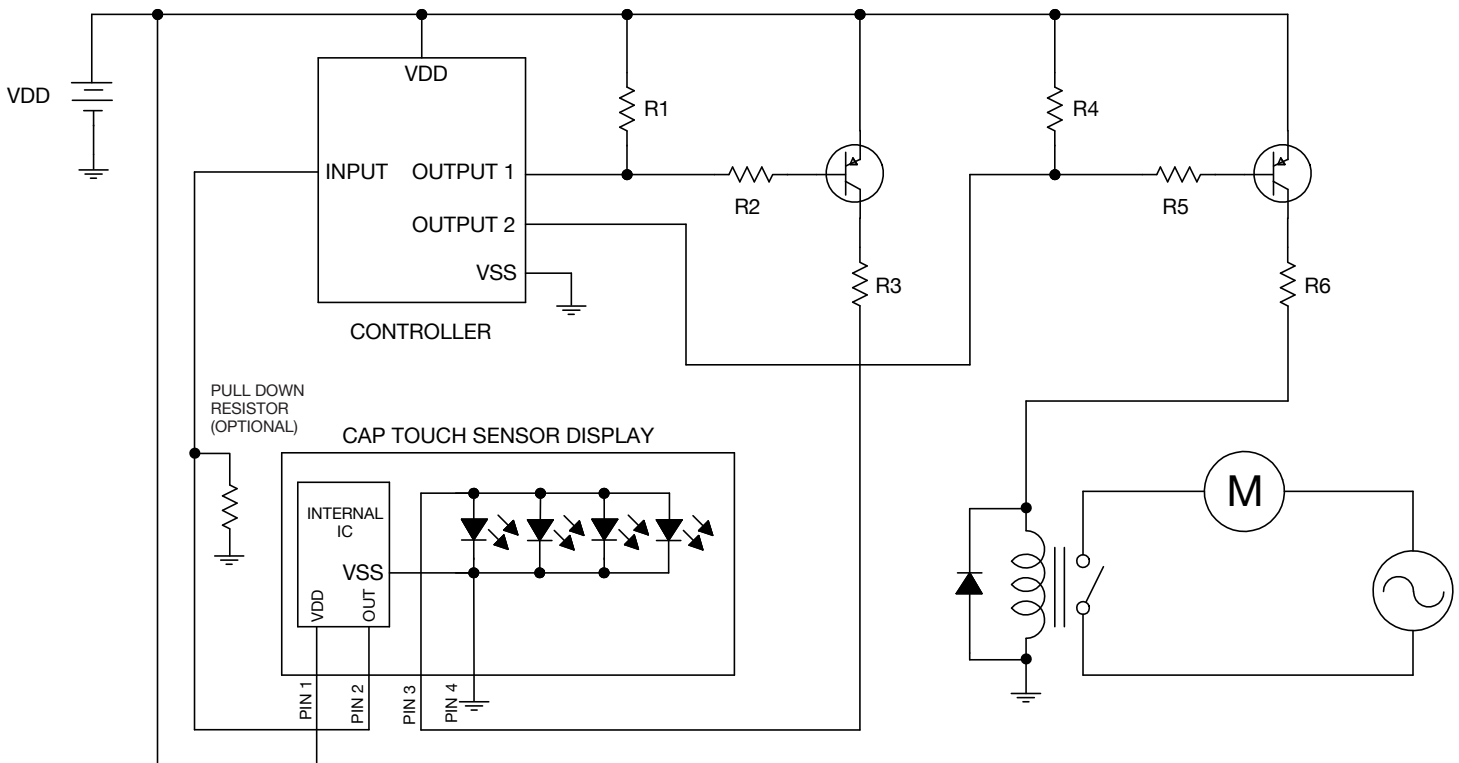 VDD
VDD
INPUT
OUTPUT 1
OUTPUT 2
VSS
CONTROLLER
R1
R2
R3
R4
R5
R6
PULL DOWN
RESISTOR
(OPTIONAL)
CAP TOUCH SENSOR DISPLAY
INTERNAL
IC
VSS
VDD
OUT
PIN 1
PIN 2
PIN 3
PIN 4
M